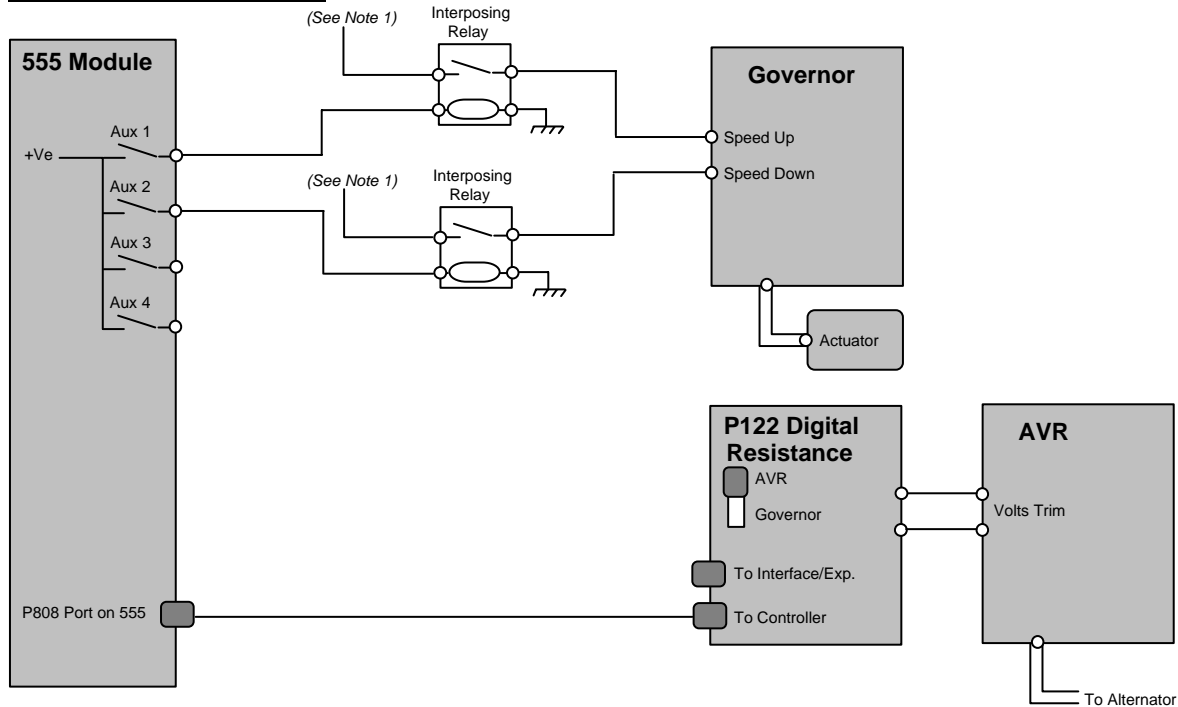 (See Note 1)
Interposing
Relay
555 Module
Governor
Aux 1
+Ve
Speed Up
Aux 2
(See Note 1)
Interposing
Relay
Speed Down
Aux 3
Aux 4
Actuator
P122 Digital
Resistance
AVR
AVR
Governor
Volts Trim
To Interface/Exp.
P808 Port on 555
To Controller
To Alternator